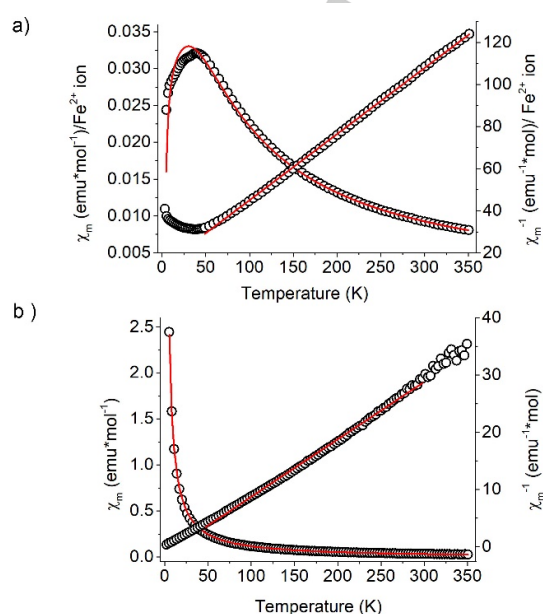 a)
0.035
0.030
0.025
0.020
0.015
0.010
0.005
χm (emu*mol⁻¹)/Fe²⁺ ion
120
100
80
60
40
20
χm⁻¹ (emu⁻¹*mol)/ Fe²⁺ ion
0 50 100 150 200 250 300 350
Temperature (K)
b )
2.5
2.0
1.5
1.0
0.5
0.0
χm (emu*mol⁻¹)
40
30
20
10
0
χm⁻¹ (emu⁻¹*mol)
0 50 100 150 200 250 300 350
Temperature (K)